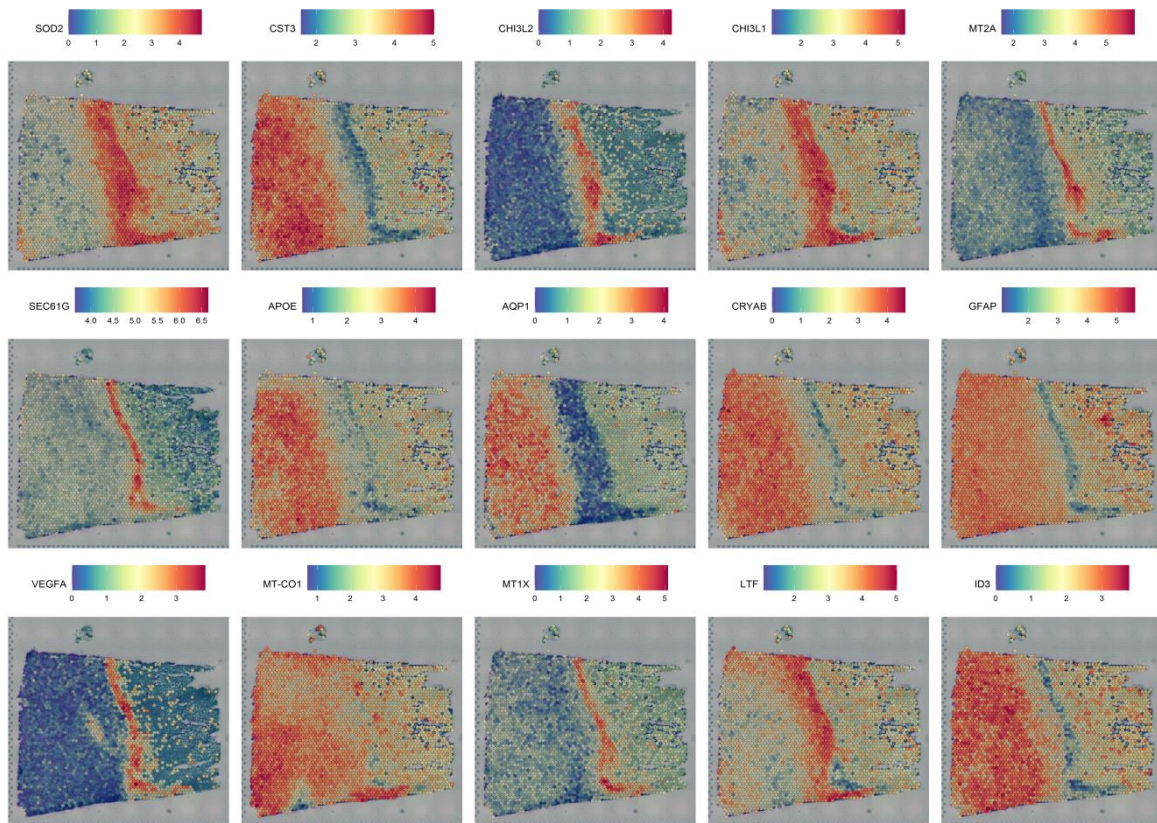 SOD2 CST3 CHI3L2 CHI3L1 MT2A
0 1 2 3 4 2 3 4 5 0 1 2 3 4 2 3 4 5 2 3 4 5
SEC61G APOE AQP1 CRYAB GFAP
4.0 4.5 5.0 5.5 6.0 6.5 1 2 3 4 0 1 2 3 4 0 1 2 3 4 2 3 4 5
VEGFA MT-CO1 MT1X LTF ID3
0 1 2 3 1 2 3 4 0 1 2 3 4 5 2 3 4 5 0 1 2 3